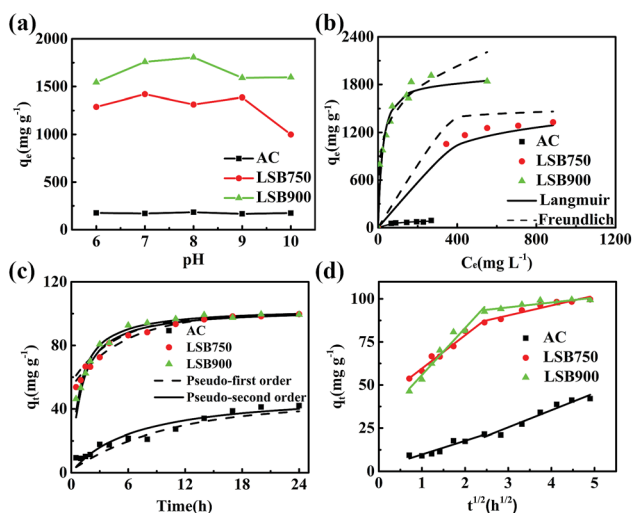 (a)
2000
1500
1000
500
0
qe(mg g-1)
AC
LSB750
LSB900
6 7 8 9 10
pH
(b)
2400
1800
1200
600
0
qe(mg g-1)
AC
LSB750
LSB900
Langmuir
Freundlich
0 400 800 1200
Ce(mg L-1)
(c)
120
80
40
0
qt(mg g-1)
AC
LSB750
LSB900
Pseudo-first order
Pseudo-second order
0 4 8 12 16 20 24
Time(h)
(d)
100
75
50
25
0
qt(mg g-1)
LSB900
LSB750
AC
0 1 2 3 4 5
t1/2(h1/2)